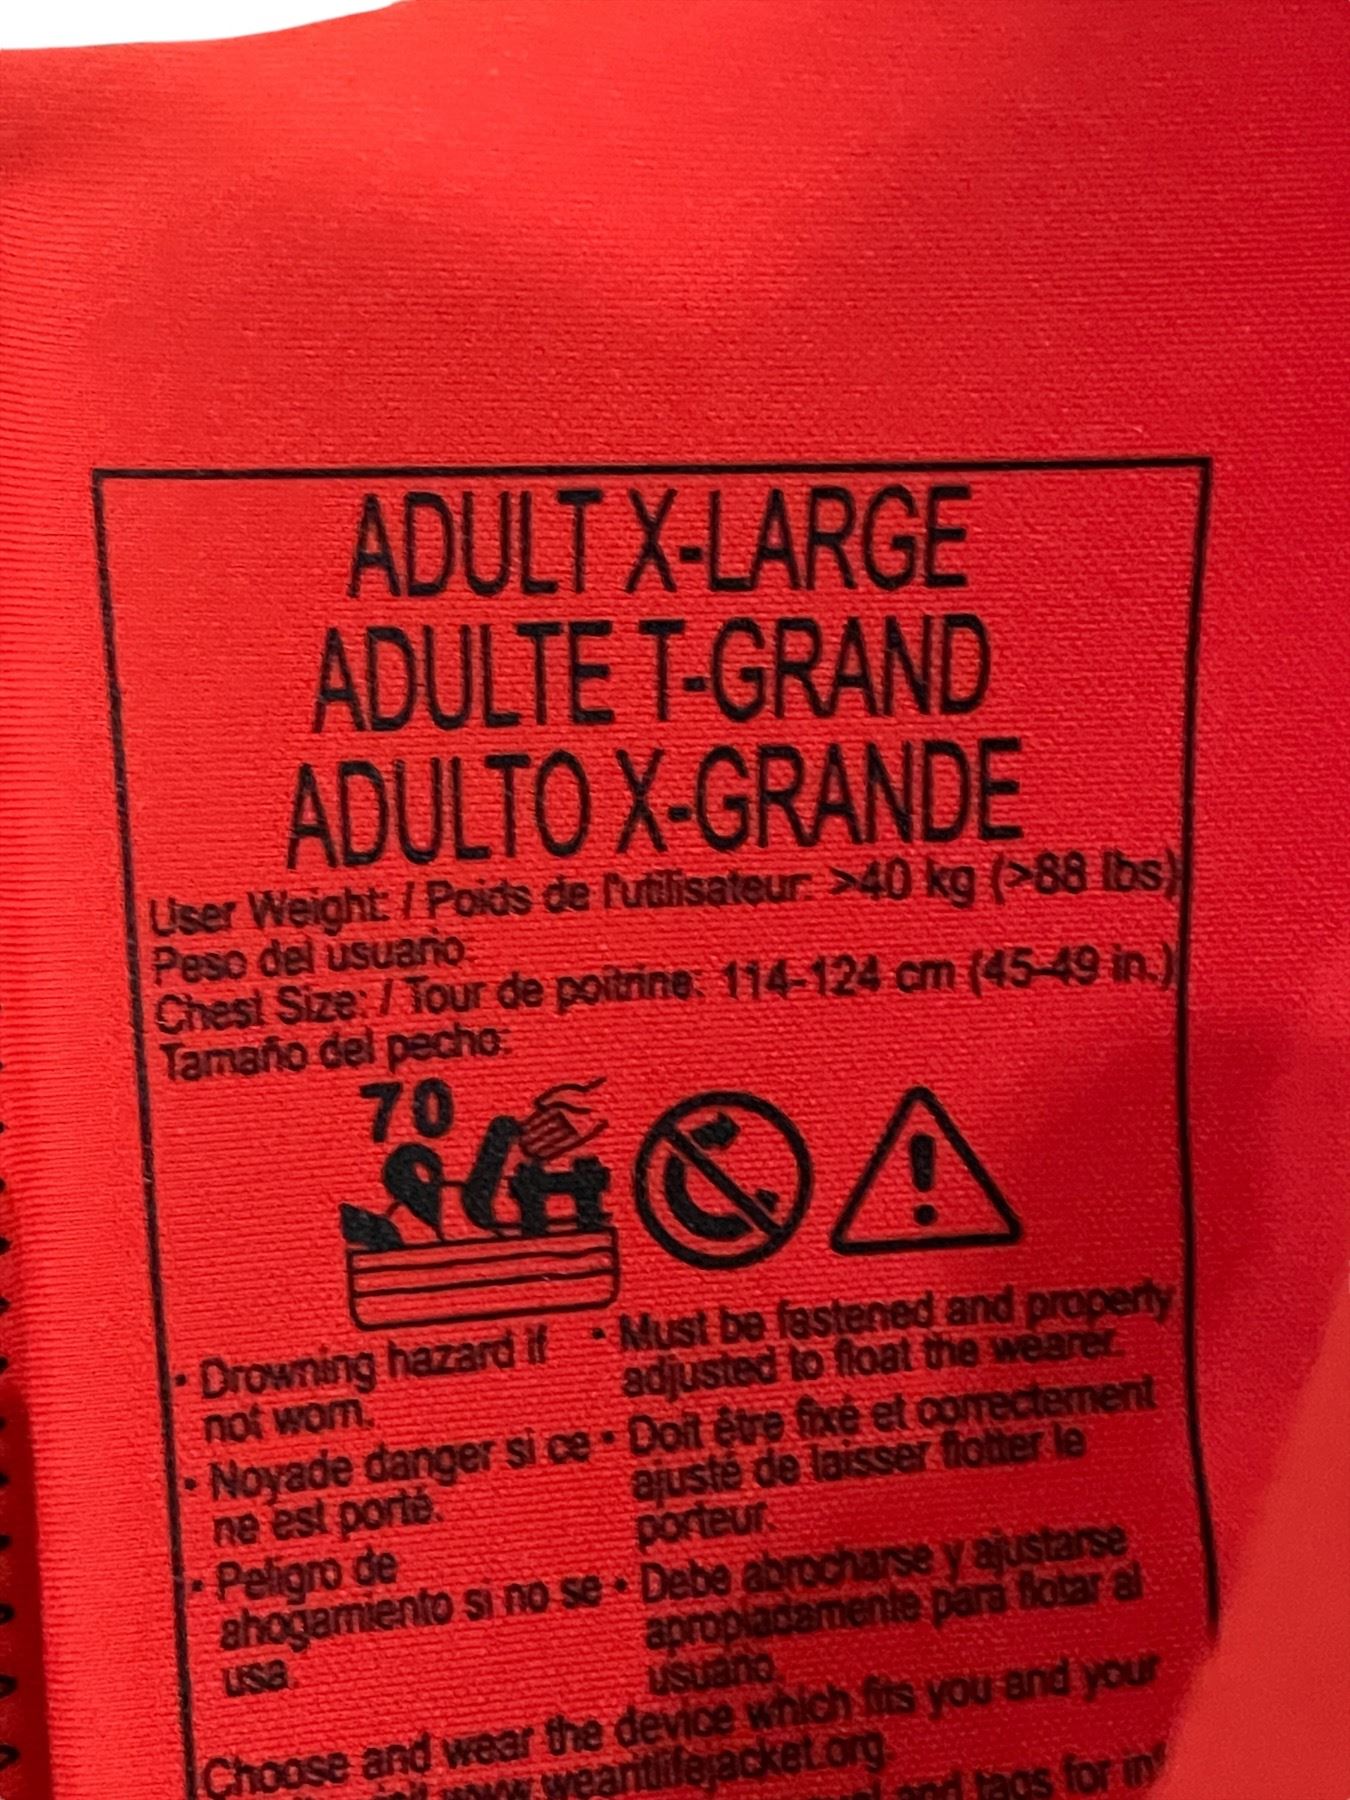 ADULT X-LARGE
ADULTE T-GRAND
ADULTO X-GRANDE
User Weight: / Poids de l'utilisateur: >40 kg (>88 lbs)
Peso del usuario:
Chest Size: / Tour de poitrine: 114-124 cm (45-49 in.)
Tamaño del pecho:
70
• Drowning hazard if
not worn.
• Must be fastened and properly
adjusted to float the wearer.
• Noyade danger si ce
ne est porté.
• Doit être fixé et correctement
ajusté de laisser flotter le
porteur.
• Peligro de
ahogamiento si no se
usa.
• Debe abrocharse y ajustarse
apropiadamente para flotar al
usuario.
Choose and wear the device which fits you and your
www.wearitlifejacket.org.
and tags for